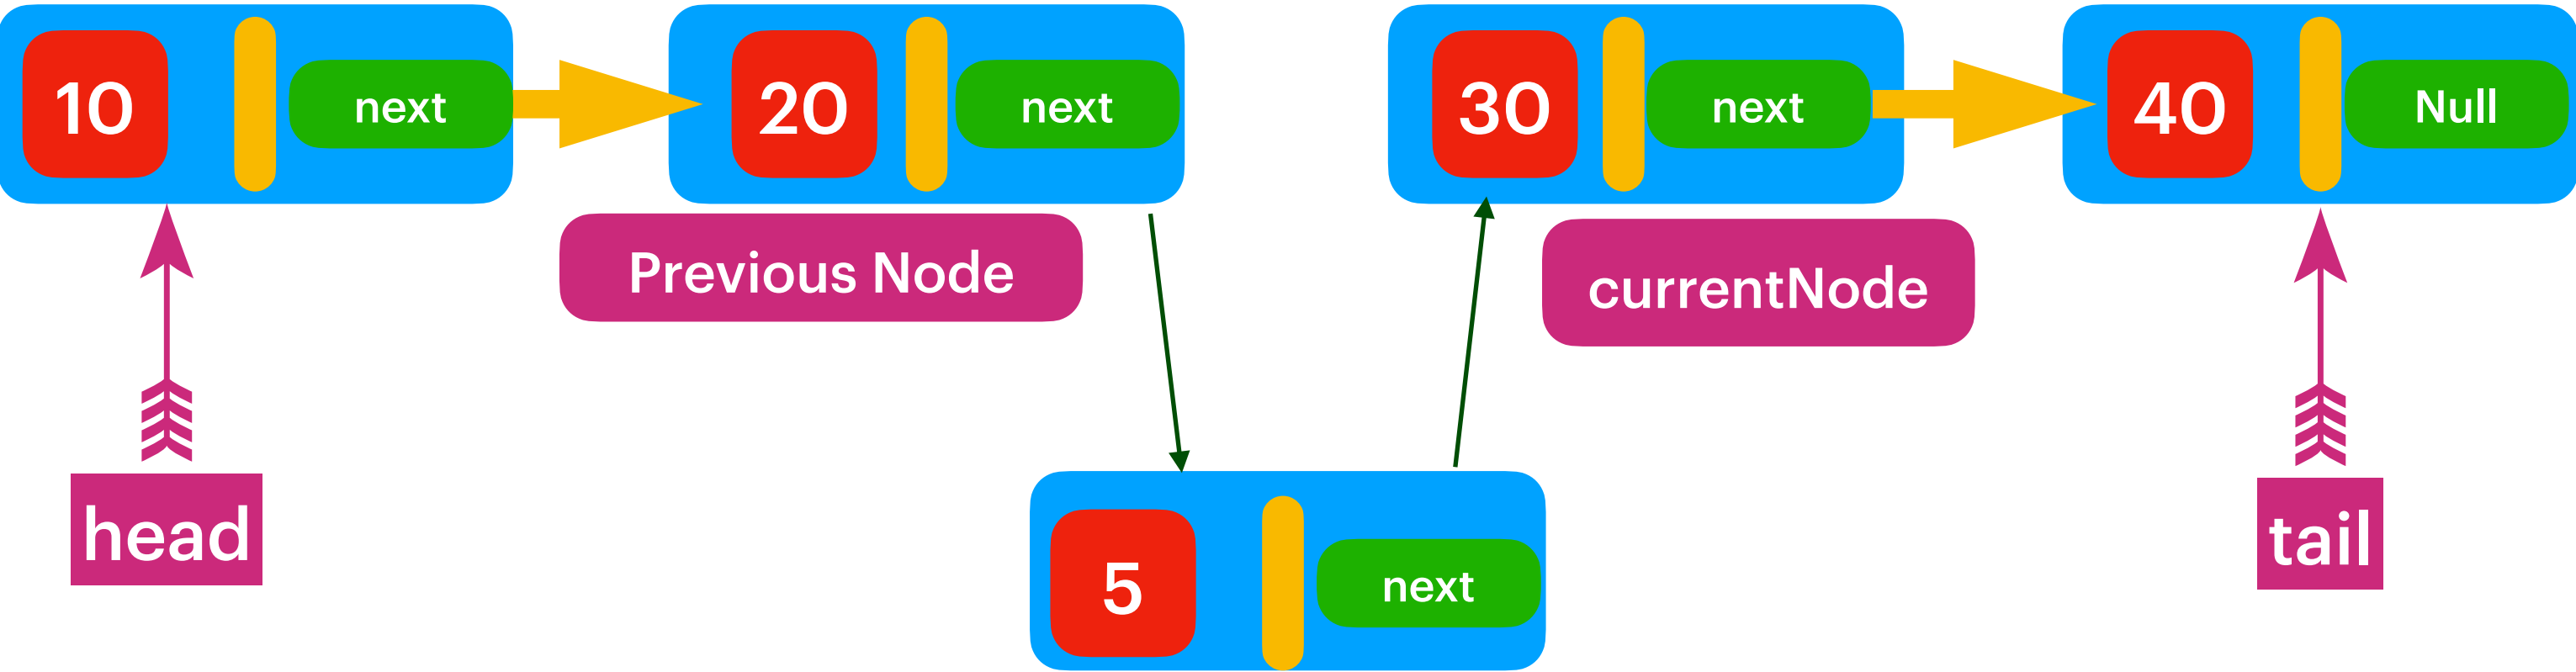 10
next
20
next
30
next
40
Null
Previous Node
currentNode
head
5
next
tail